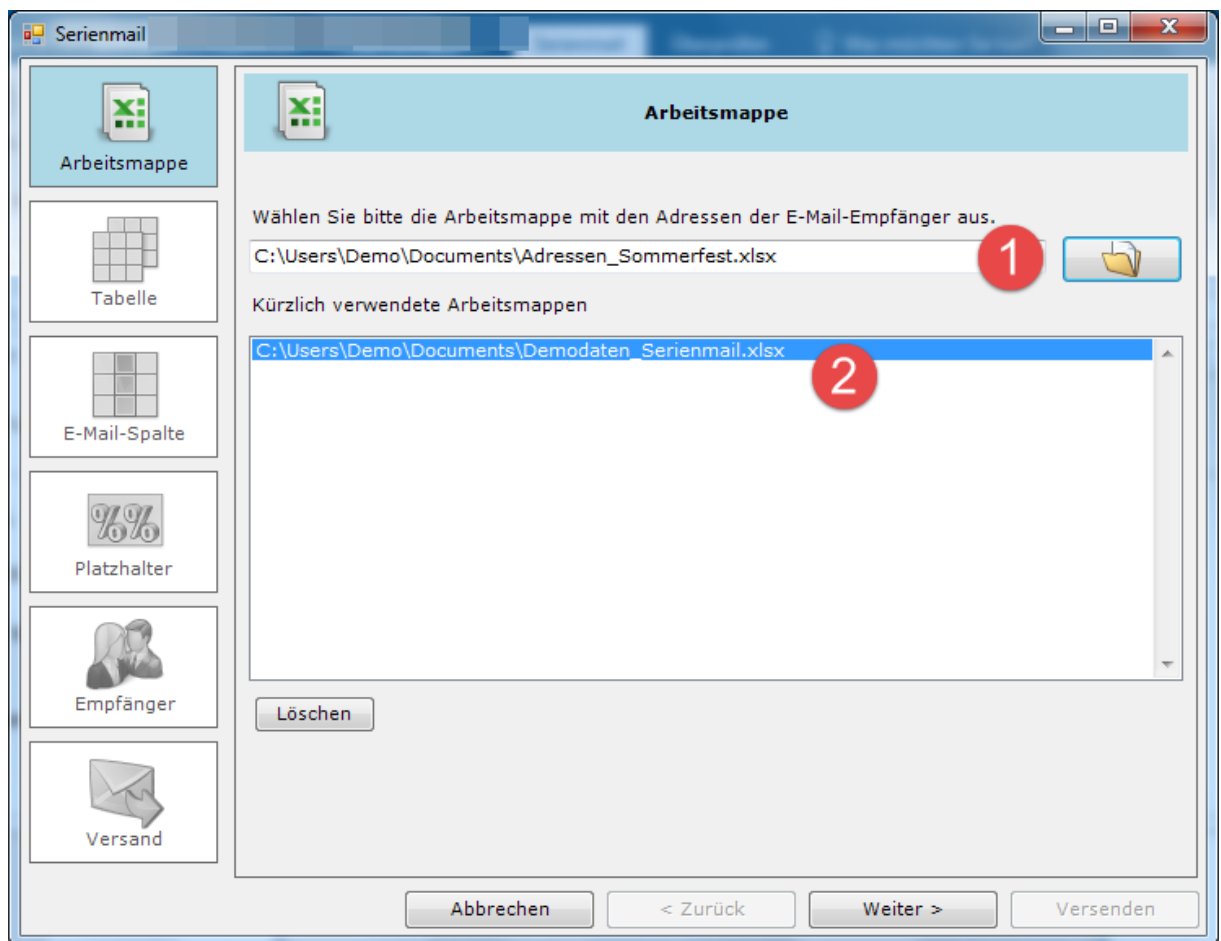 Serienmail
Arbeitsmappe
Tabelle
E-Mail-Spalte
Platzhalter
Empfänger
Versand
Arbeitsmappe
Wählen Sie bitte die Arbeitsmappe mit den Adressen der E-Mail-Empfänger aus.
C:\Users\Demo\Documents\Adressen_Sommerfest.xlsx
1
Kürzlich verwendete Arbeitsmappen
C:\Users\Demo\Documents\Demodaten_Serienmail.xlsx
2
Löschen
Abbrechen
< Zurück
Weiter >
Versenden